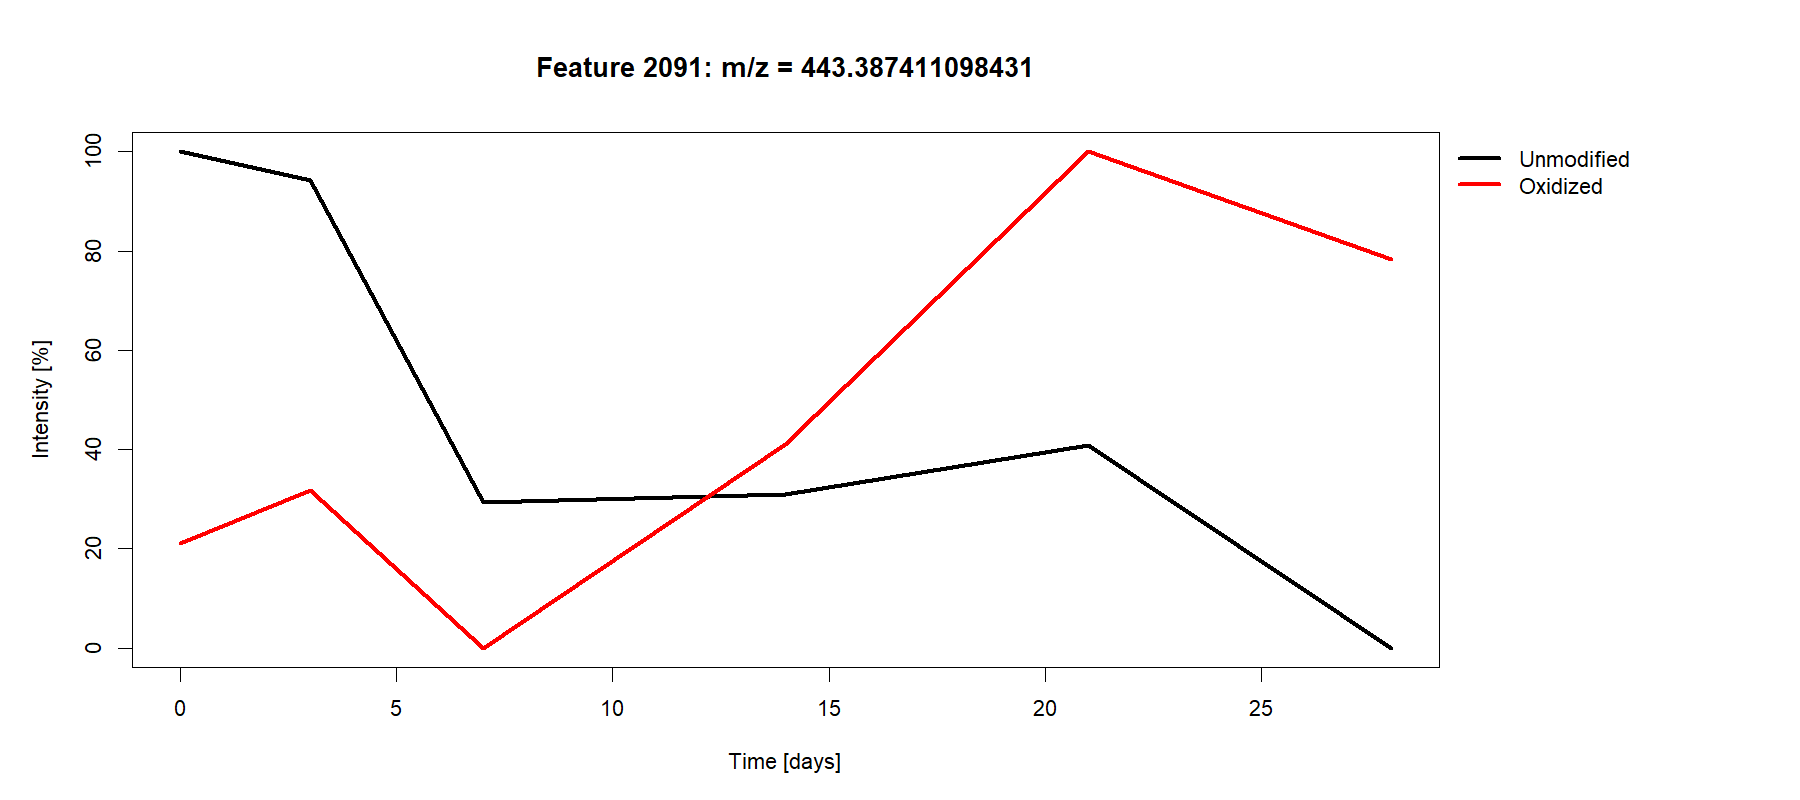 Feature 2091: m/z = 443.387411098431
Unmodified
Oxidized
Intensity [%]
100
80
60
40
20
0
0 5 10 15 20 25
Time [days]